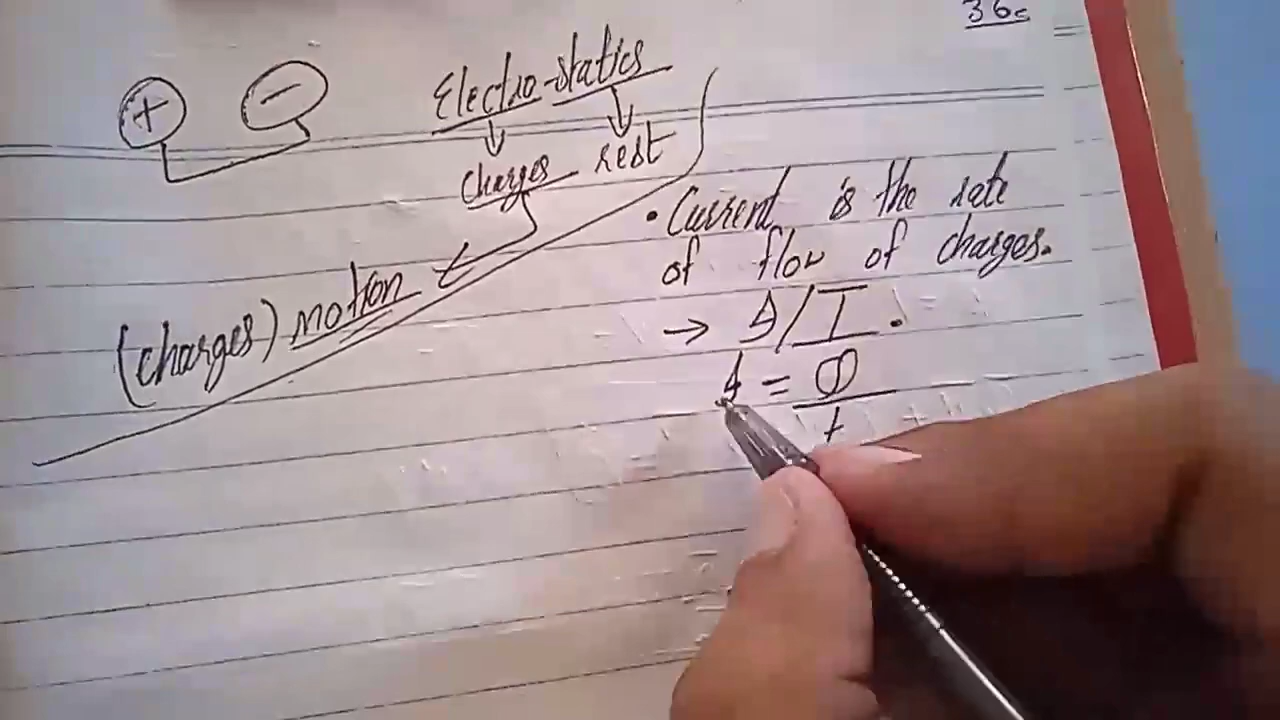 36c
+ −
Electro-statics
charges rest
(charges) motion
• Current is the rate
of flow of charges.
→ I.
= Q
t